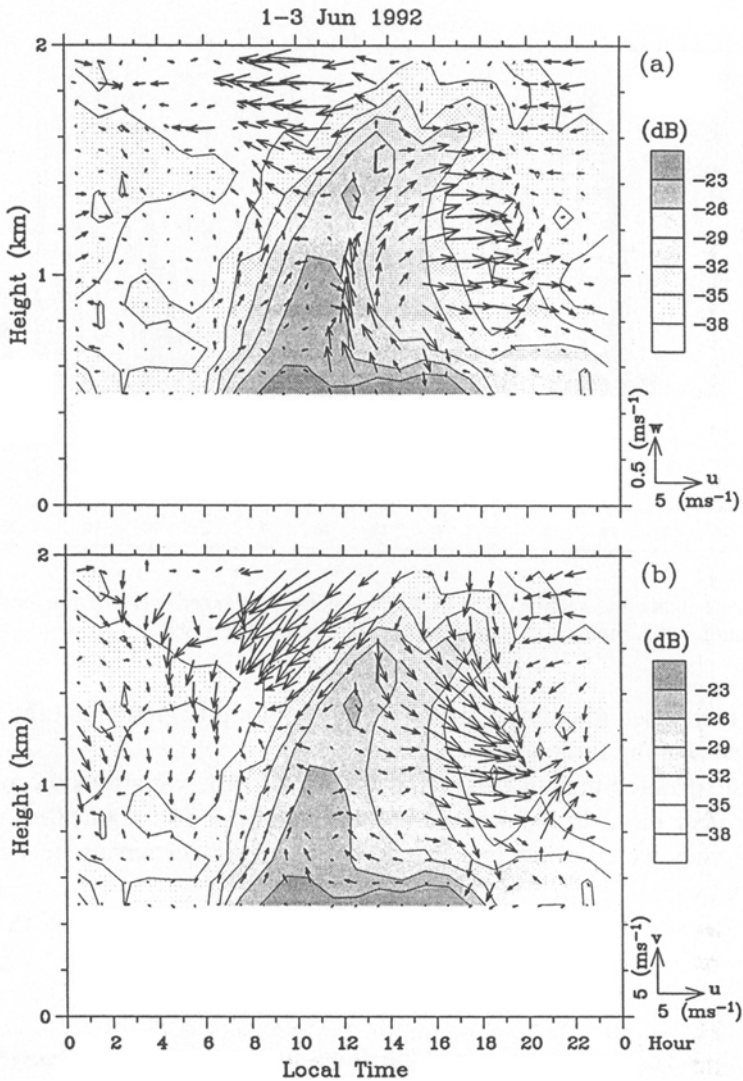 1-3 Jun 1992
(a)
2
1
0
Height (km)
(dB)
-23
-26
-29
-32
-35
-38
0.5 (ms⁻¹)
w
u
5 (ms⁻¹)
(b)
2
1
0
Height (km)
(dB)
-23
-26
-29
-32
-35
-38
5 (ms⁻¹)
v
u
5 (ms⁻¹)
0 2 4 6 8 10 12 14 16 18 20 22 0 Hour
Local Time